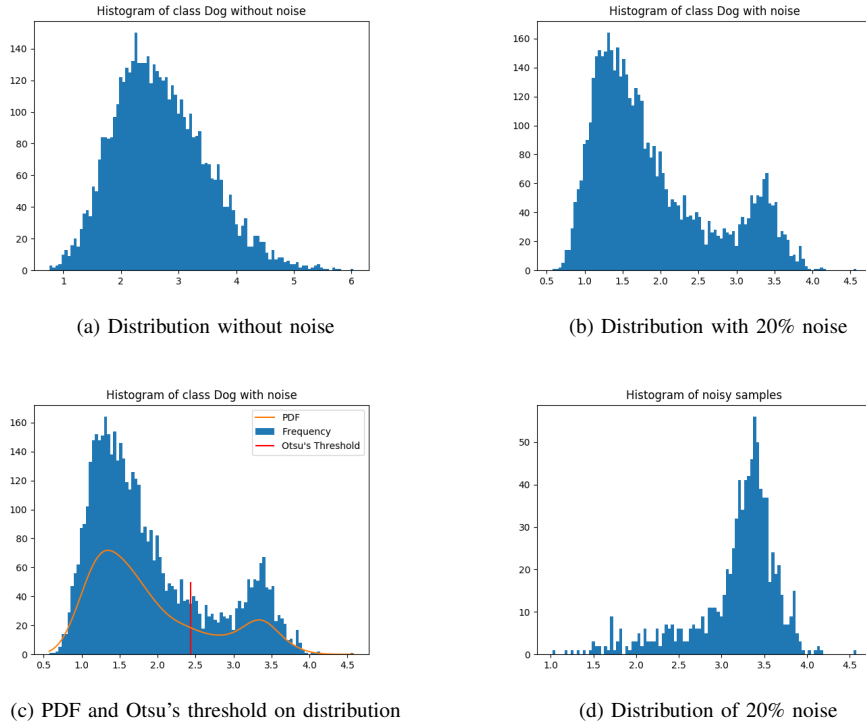 Histogram of class Dog without noise
140
120
100
80
60
40
20
0
1 2 3 4 5 6
(a) Distribution without noise
Histogram of class Dog with noise
160
140
120
100
80
60
40
20
0
0.5 1.0 1.5 2.0 2.5 3.0 3.5 4.0 4.5
(b) Distribution with 20% noise
Histogram of class Dog with noise
160
140
120
100
80
60
40
20
0
PDF
Frequency
Otsu's Threshold
0.5 1.0 1.5 2.0 2.5 3.0 3.5 4.0 4.5
(c) PDF and Otsu's threshold on distribution
Histogram of noisy samples
50
40
30
20
10
0
1.0 1.5 2.0 2.5 3.0 3.5 4.0 4.5
(d) Distribution of 20% noise